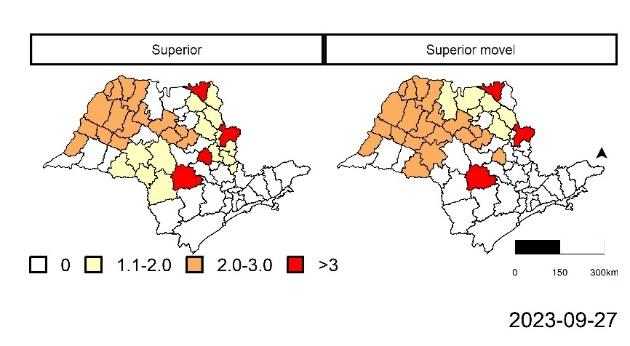 Superior
Superior movel
0 1.1-2.0 2.0-3.0 >3
0 150 300km
2023-09-27